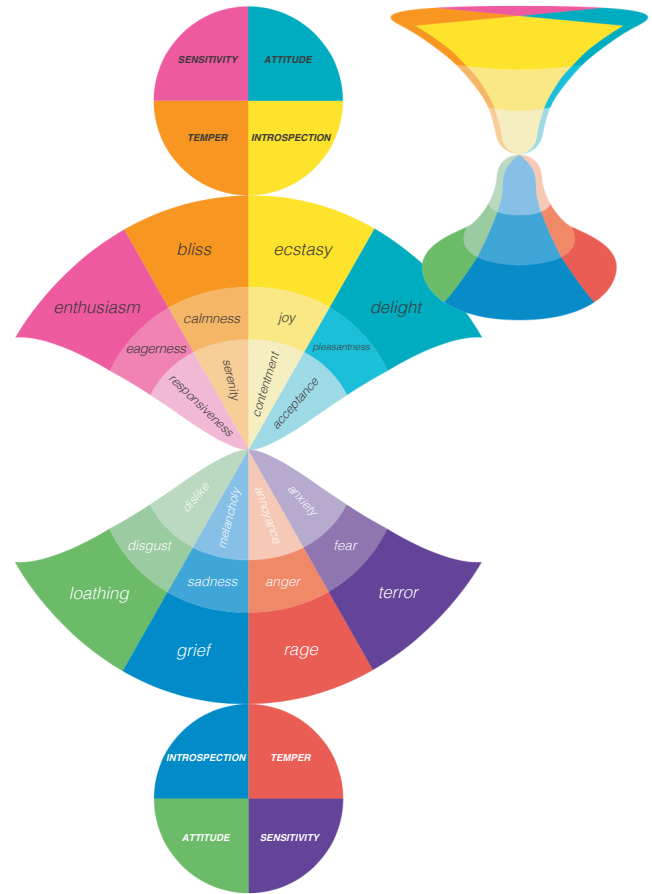 SENSITIVITY
ATTITUDE
TEMPER
INTROSPECTION
bliss
ecstasy
enthusiasm
delight
calmness
joy
eagerness
pleasantness
responsiveness
serenity
contentment
acceptance
dislike
melancholy
annoyance
anxiety
disgust
fear
sadness
anger
loathing
terror
grief
rage
INTROSPECTION
TEMPER
ATTITUDE
SENSITIVITY